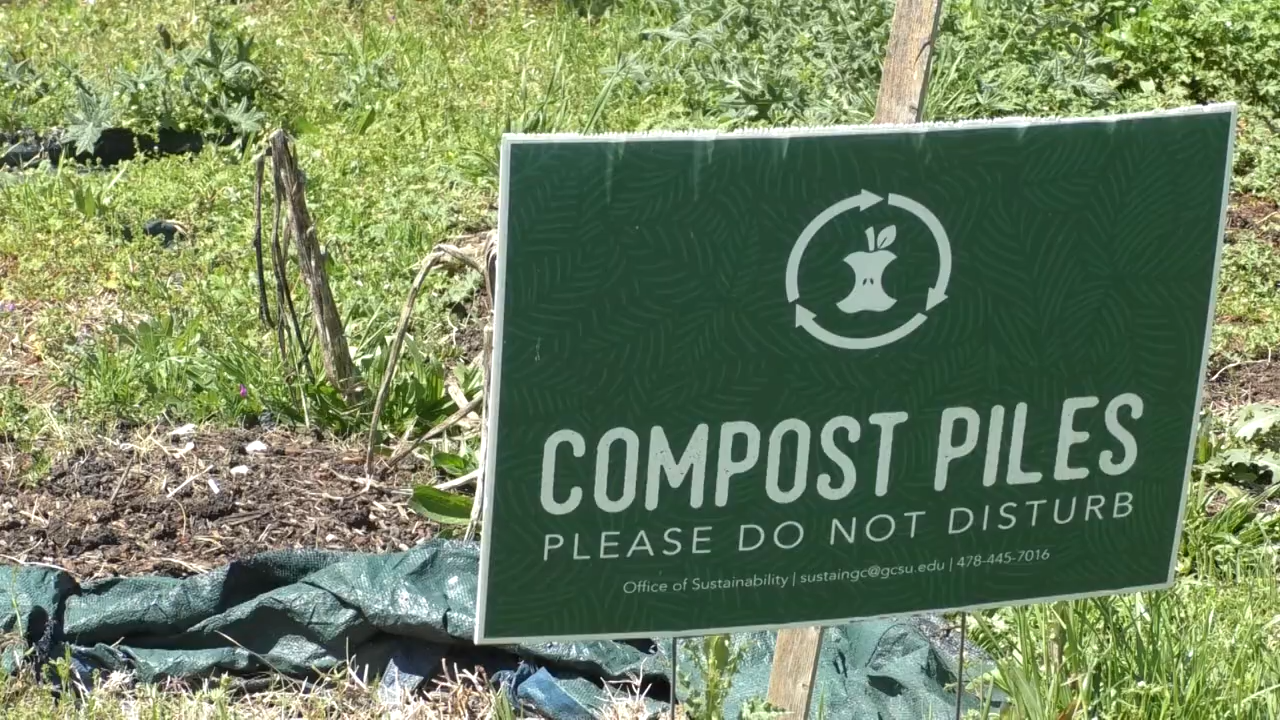 COMPOST PILES
PLEASE DO NOT DISTURB
Office of Sustainability | sustaingc@gcsu.edu | 478-445-7016